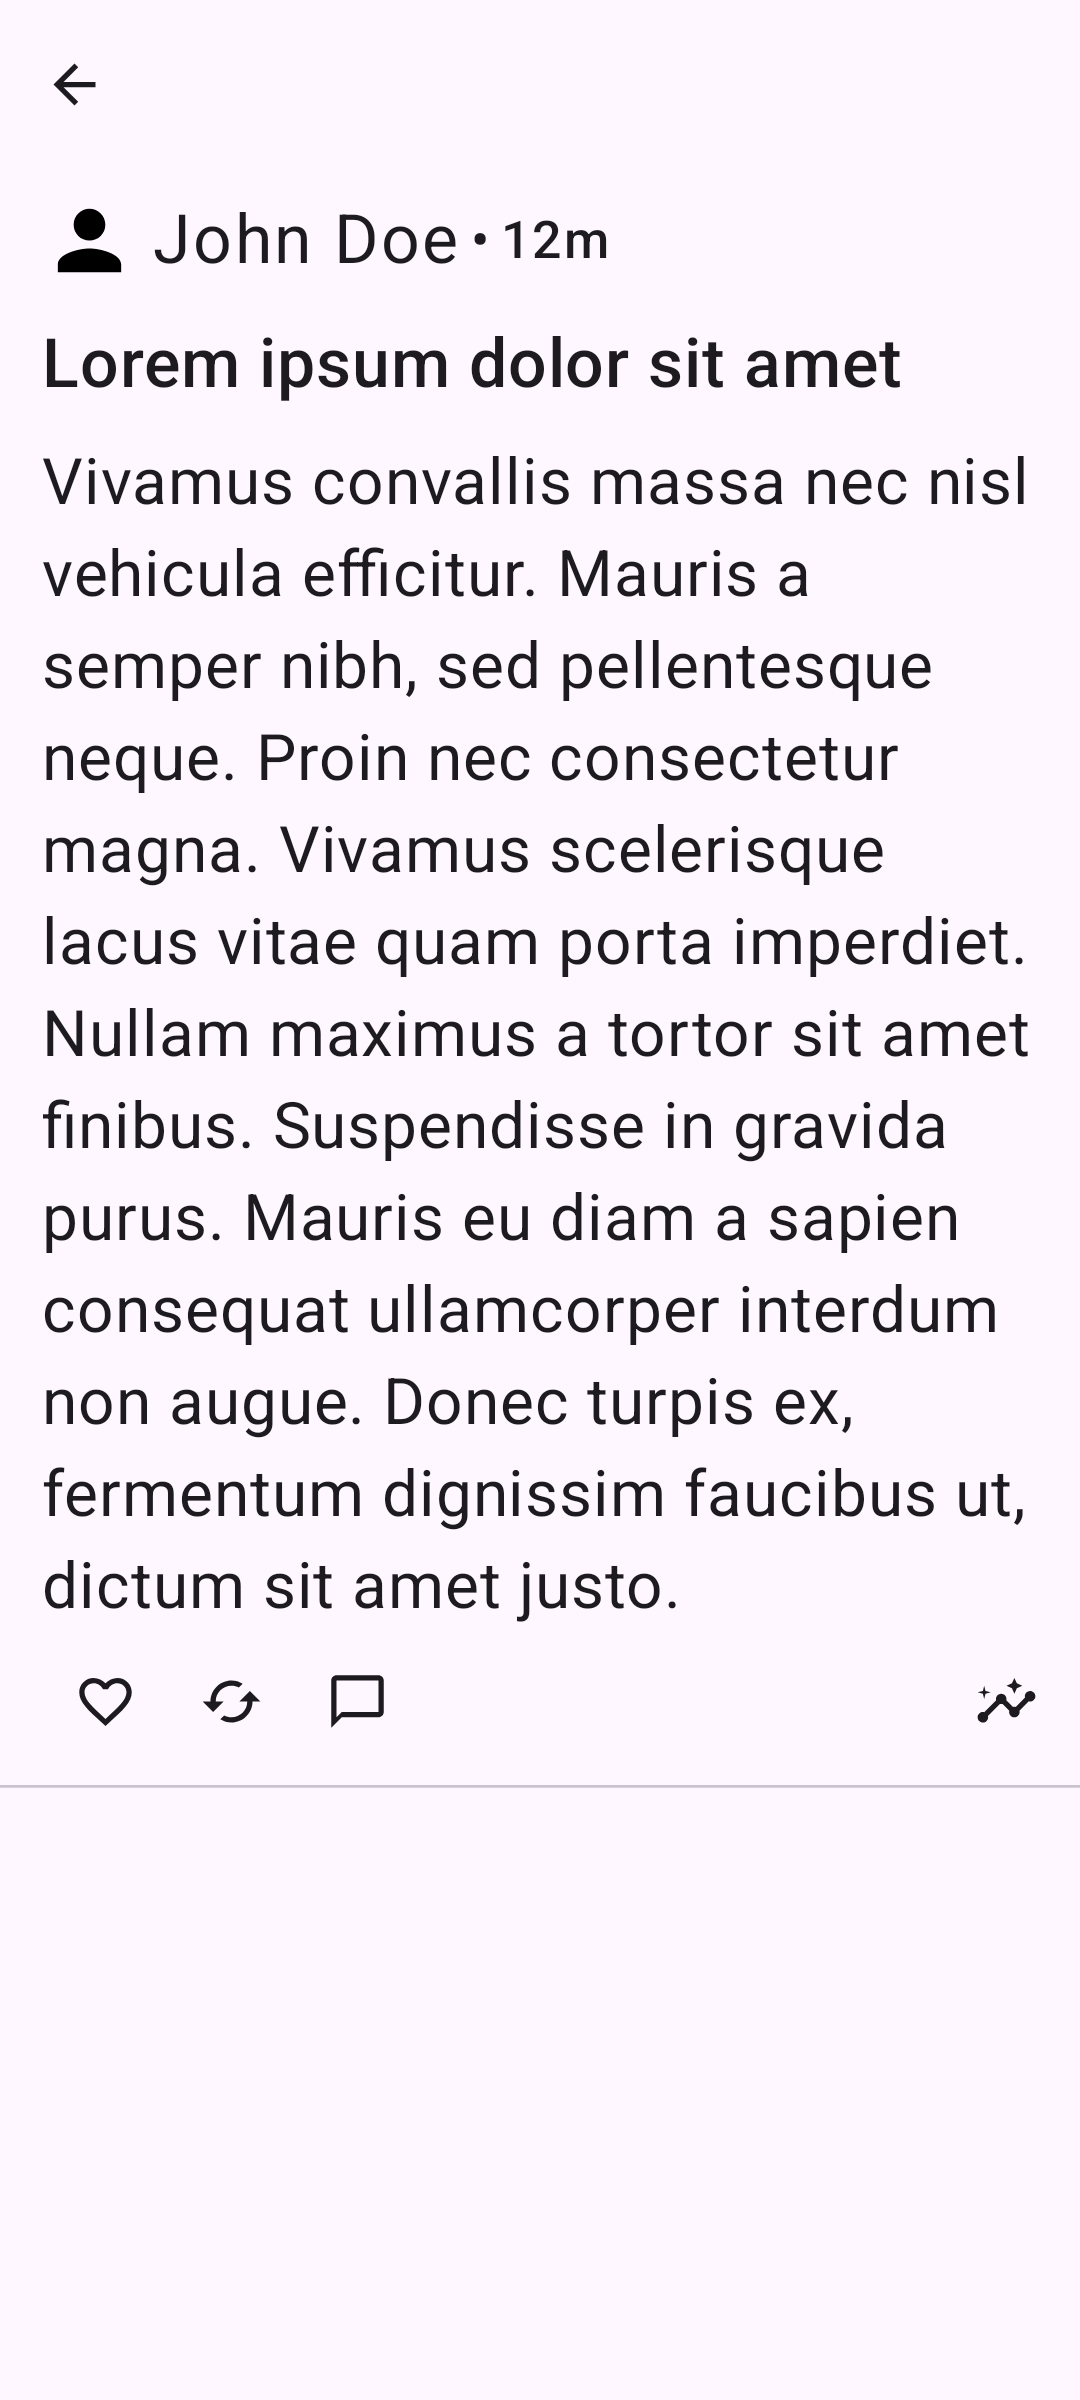 John Doe • 12m
Lorem ipsum dolor sit amet
Vivamus convallis massa nec nisl
vehicula efficitur. Mauris a
semper nibh, sed pellentesque
neque. Proin nec consectetur
magna. Vivamus scelerisque
lacus vitae quam porta imperdiet.
Nullam maximus a tortor sit amet
finibus. Suspendisse in gravida
purus. Mauris eu diam a sapien
consequat ullamcorper interdum
non augue. Donec turpis ex,
fermentum dignissim faucibus ut,
dictum sit amet justo.